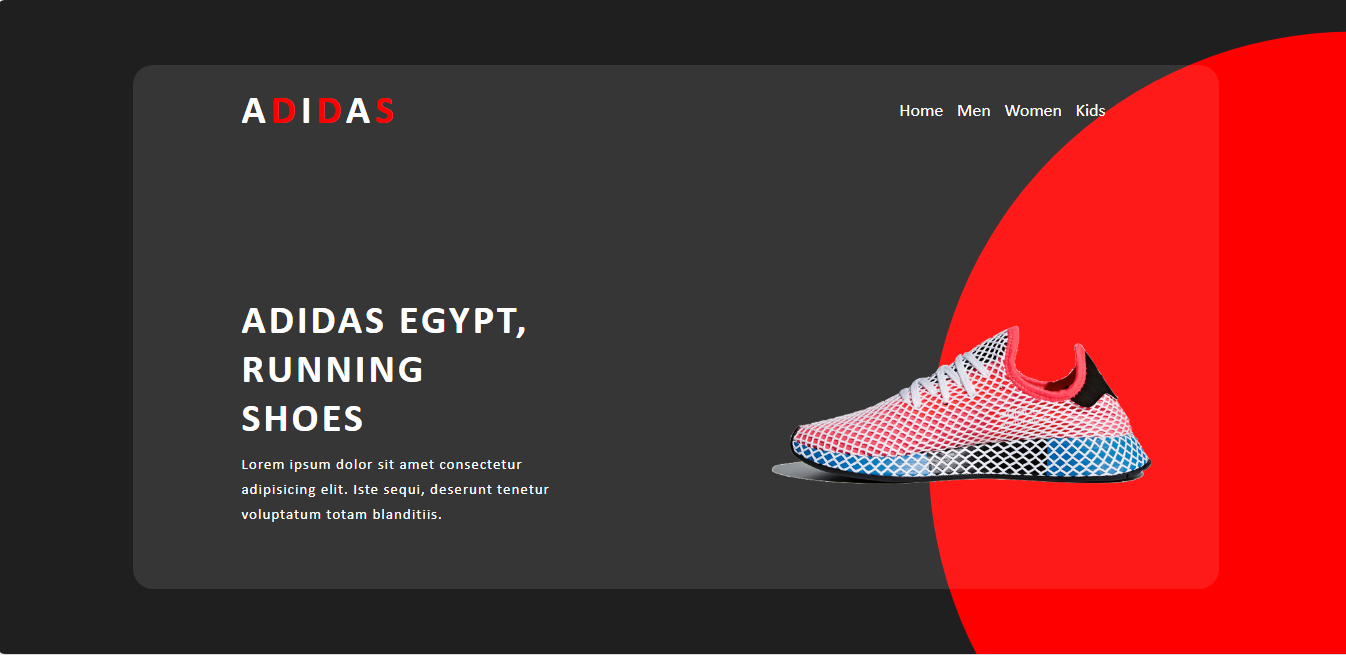 ADIDAS
Home Men Women Kids
ADIDAS EGYPT,
RUNNING
SHOES
Lorem ipsum dolor sit amet consectetur
adipisicing elit. Iste sequi, deserunt tenetur
voluptatum totam blanditiis.